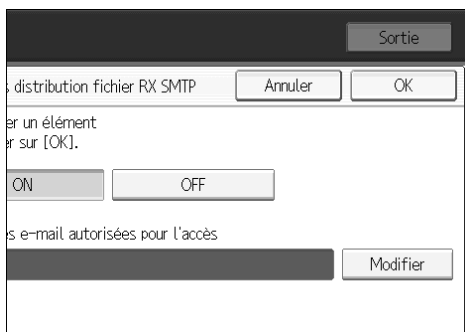 Sortie
s distribution fichier RX SMTP Annuler OK
er un élément
er sur [OK].
ON OFF
s e-mail autorisées pour l'accès
Modifier